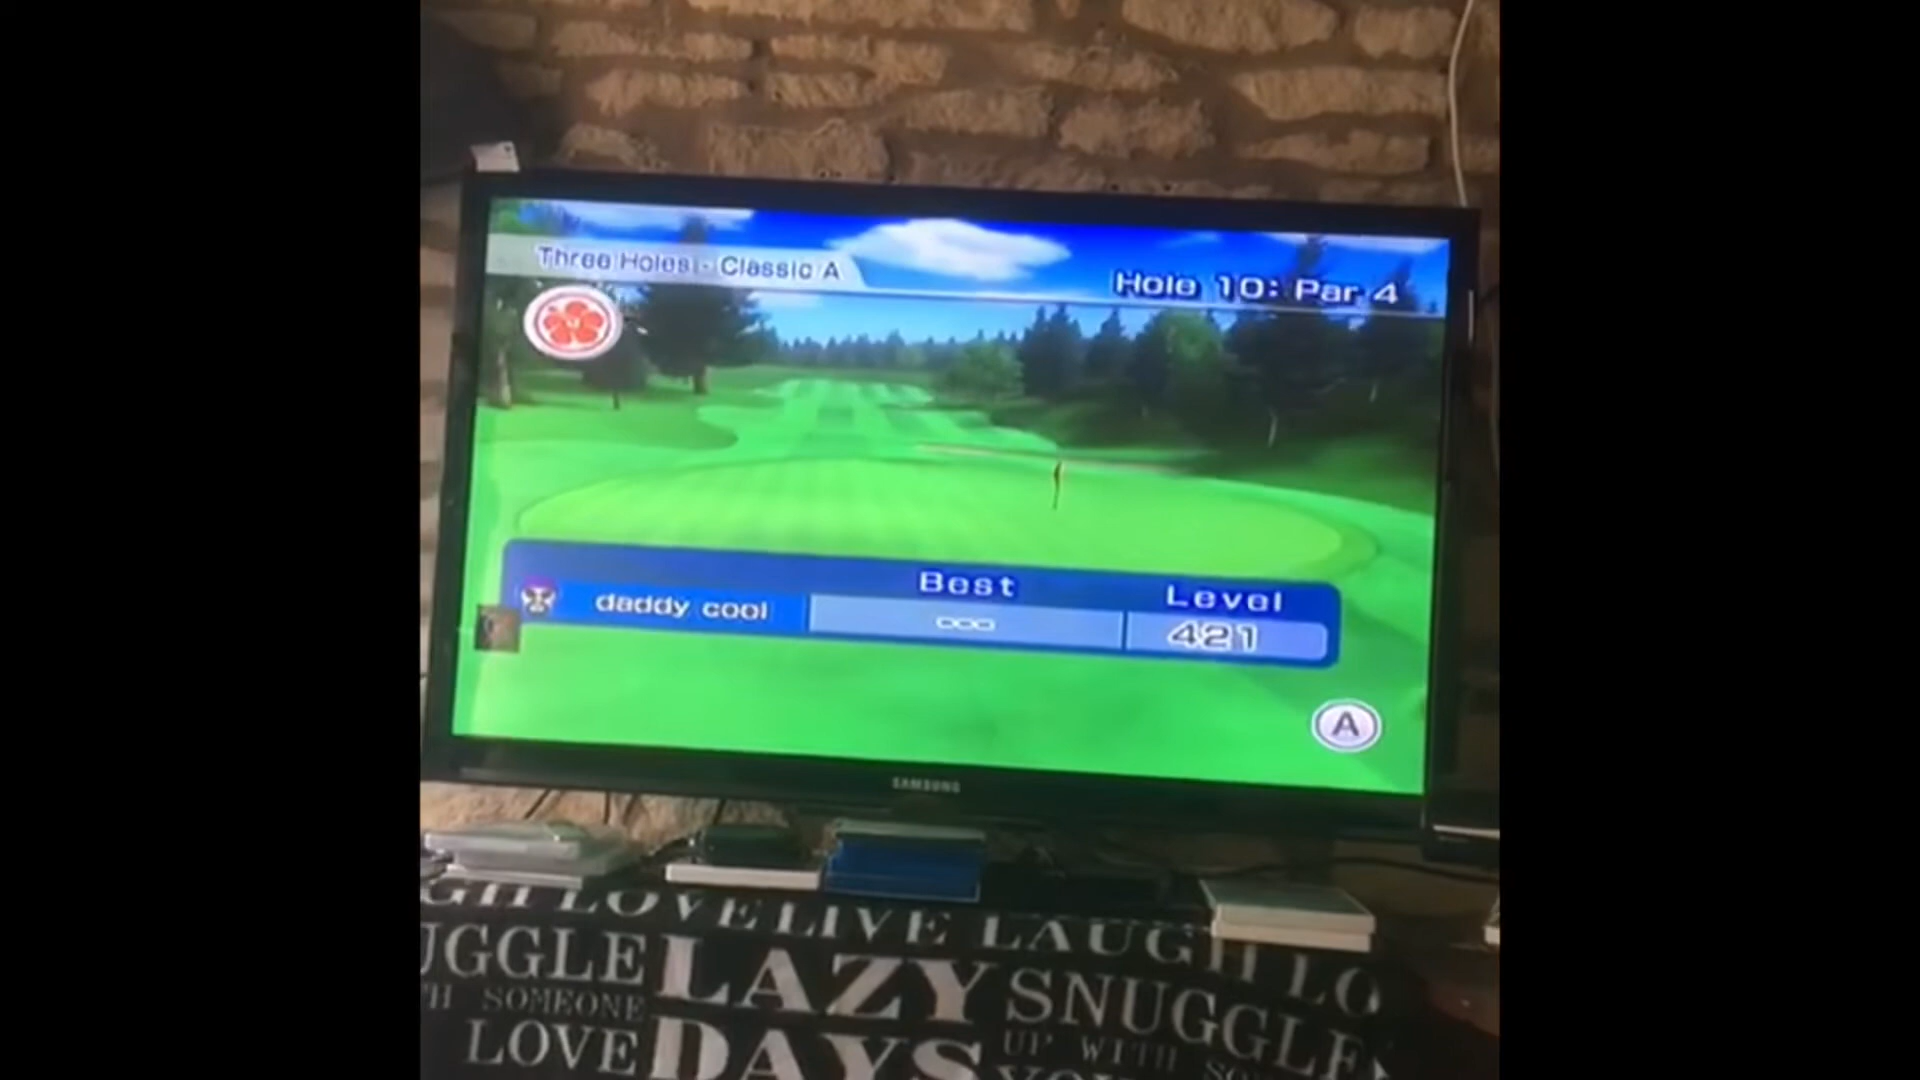 Three Holes - Classic A
Hole 10: Par 4
Best
Level
daddy cool
---
421
A
SAMSUNG
LOVE LIVE LAUGH LO
LAZY
SNUGGLE
SOMEONE
LOVE
DAYS
UP WITH